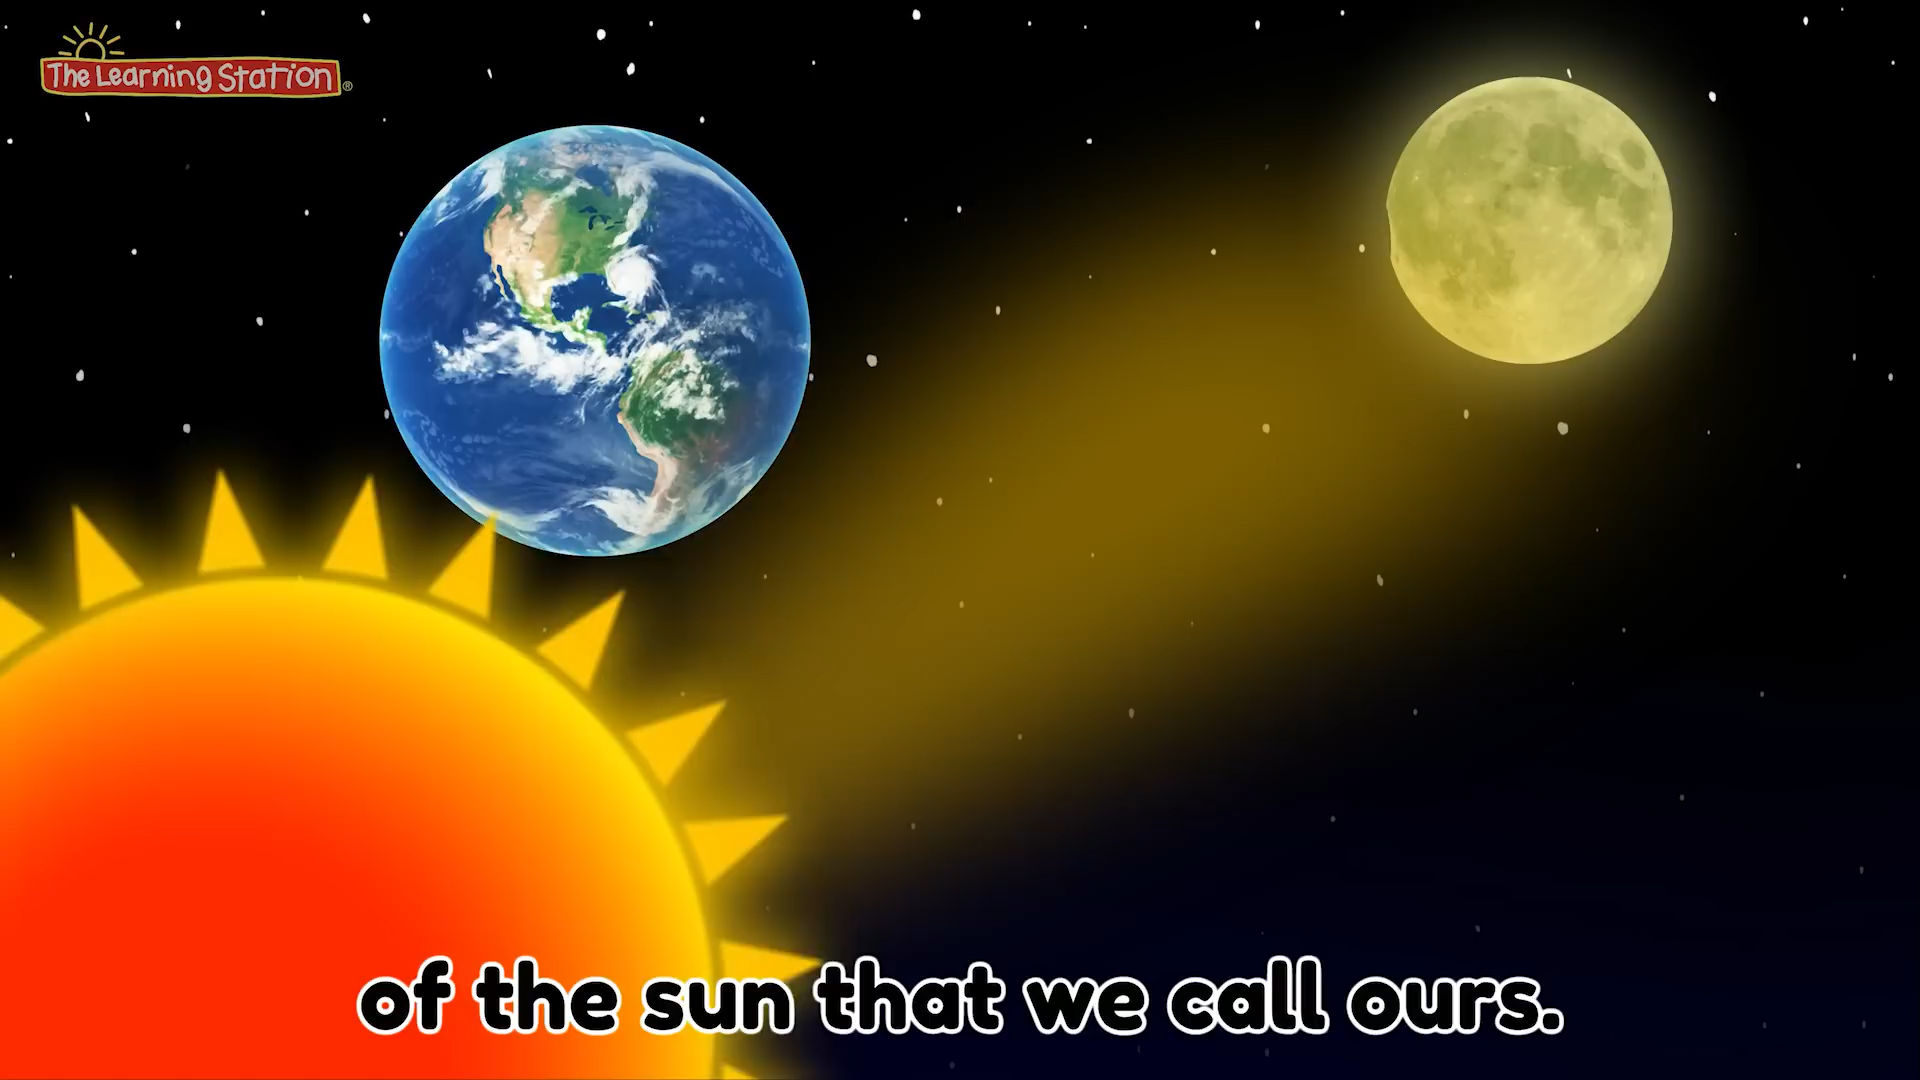 The Learning Station®
of the sun that we call ours.